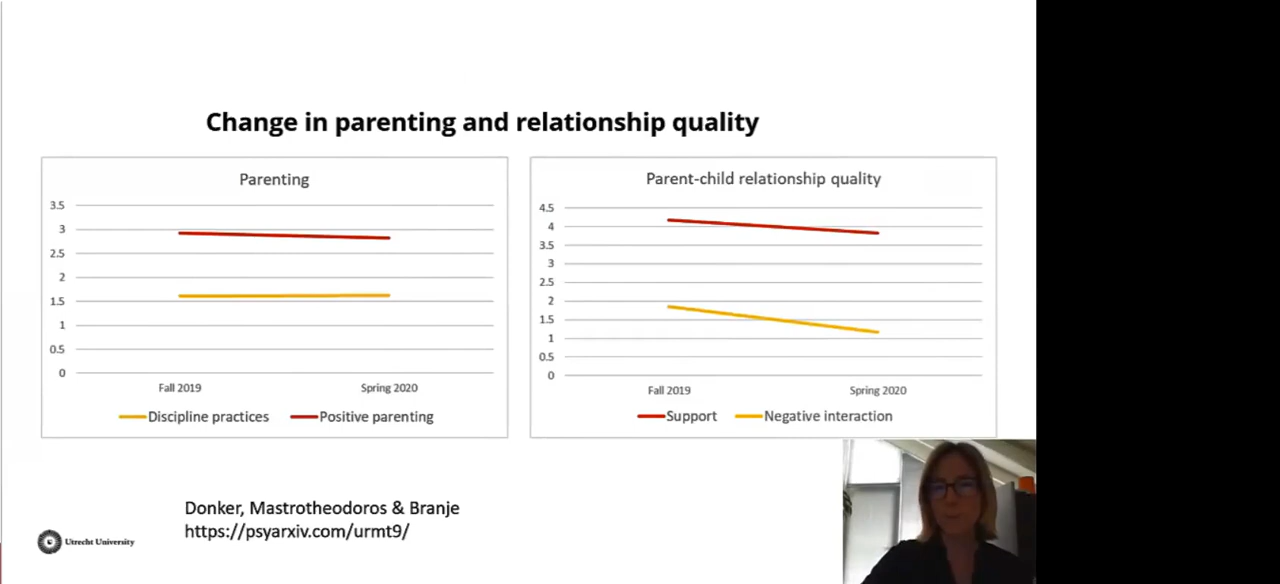 Change in parenting and relationship quality
Parenting
3.5
3
2.5
2
1.5
1
0.5
0
Fall 2019
Spring 2020
Discipline practices
Positive parenting
Parent-child relationship quality
4.5
4
3.5
3
2.5
2
1.5
1
0.5
0
Fall 2019
Spring 2020
Support
Negative interaction
Donker, Mastrotheodoros & Branje
https://psyarxiv.com/urmt9/
Utrecht University